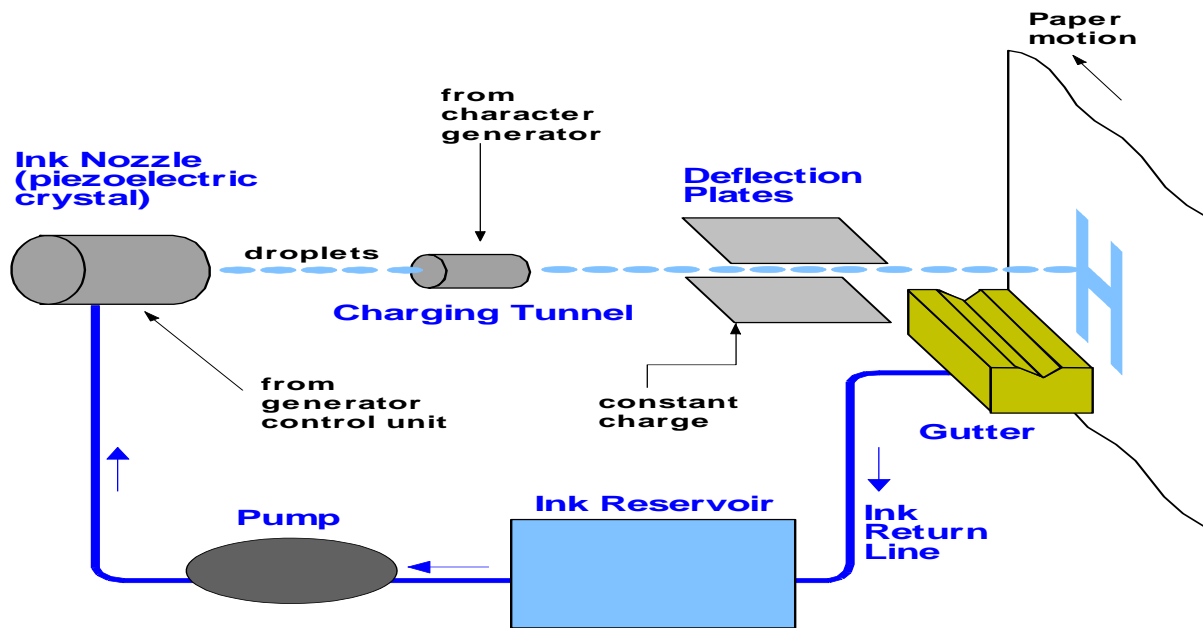 Paper
motion
from
character
generator
Ink Nozzle
(piezoelectric
crystal)
Deflection
Plates
droplets
Charging Tunnel
H
from
generator
control unit
constant
charge
Gutter
Ink Reservoir
Pump
Ink
Return
Line